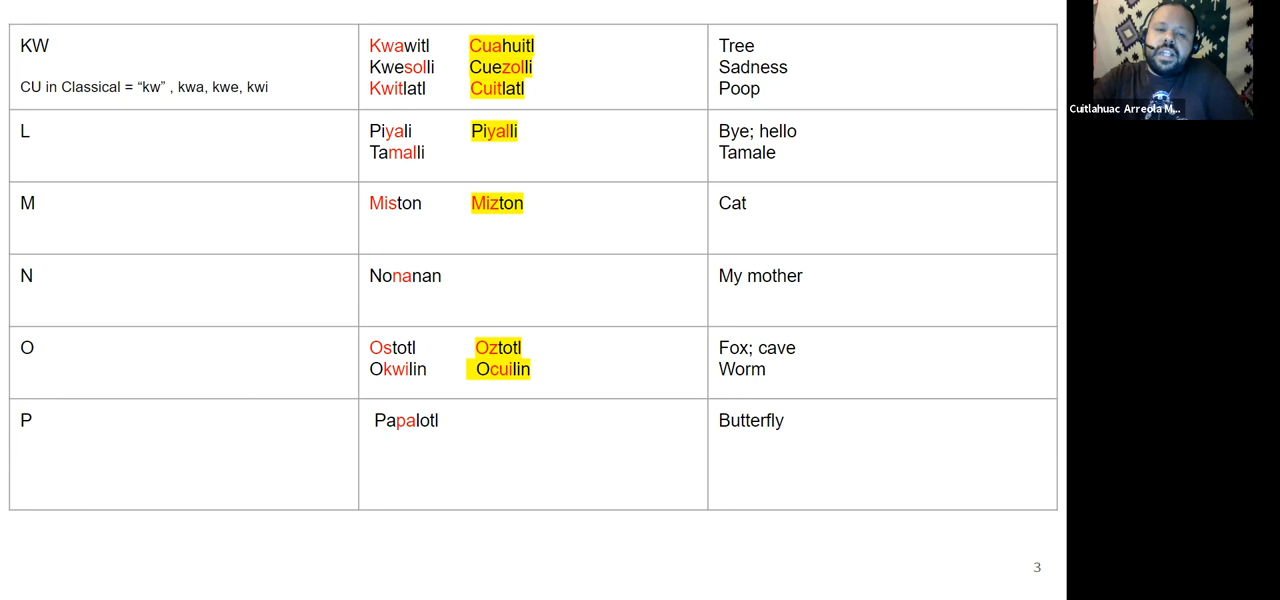 KW
CU in Classical = “kw” , kwa, kwe, kwi
Kwawitl Cuahuitl
Kwesolli Cuezolli
Kwitlatl Cuitlatl
Tree
Sadness
Poop
L
Piyali Piyalli
Tamalli
Bye; hello
Tamale
M
Miston Mizton
Cat
N
Nonanan
My mother
O
Ostotl Oztotl
Okwilin Ocuilin
Fox; cave
Worm
P
Papalotl
Butterfly
3
Cuitlahuac Arreola M...